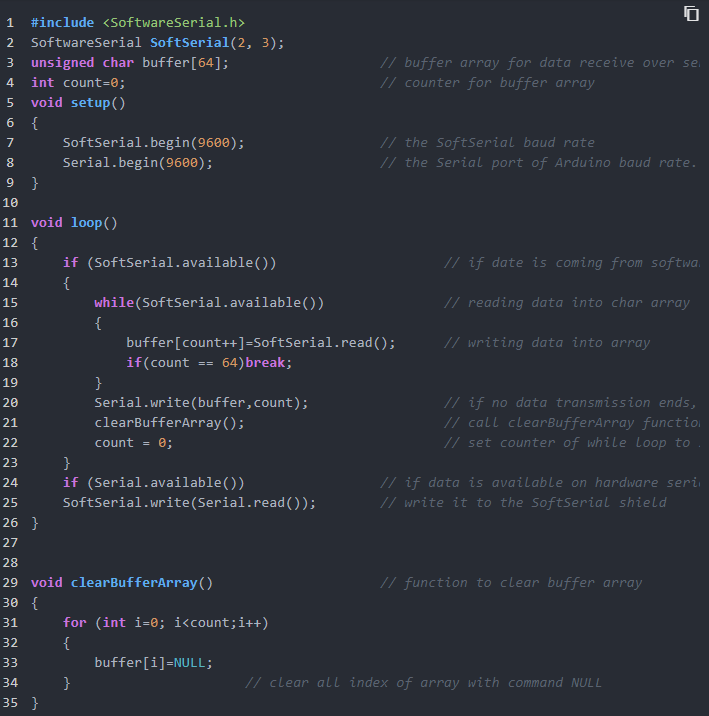 1 #include <SoftwareSerial.h>
2 SoftwareSerial SoftSerial(2, 3);
3 unsigned char buffer[64]; // buffer array for data receive over
4 int count=0; // counter for buffer array
5 void setup()
6 {
7 SoftSerial.begin(9600); // the SoftSerial baud rate
8 Serial.begin(9600); // the Serial port of Arduino baud rate.
9 }
10
11 void loop()
12 {
13 if (SoftSerial.available()) // if date is coming from
14 {
15 while(SoftSerial.available()) // reading data into char array
16 {
17 buffer[count++]=SoftSerial.read(); // writing data into array
18 if(count == 64)break;
19 }
20 Serial.write(buffer,count); // if no data transmission ends,
21 clearBufferArray(); // call clearBufferArray
22 count = 0; // set counter of while loop to
23 }
24 if (Serial.available()) // if data is available on hardware
25 SoftSerial.write(Serial.read()); // write it to the SoftSerial shield
26 }
27
28
29 void clearBufferArray() // function to clear buffer array
30 {
31 for (int i=0; i<count;i++)
32 {
33 buffer[i]=NULL;
34 } // clear all index of array with command NULL
35 }